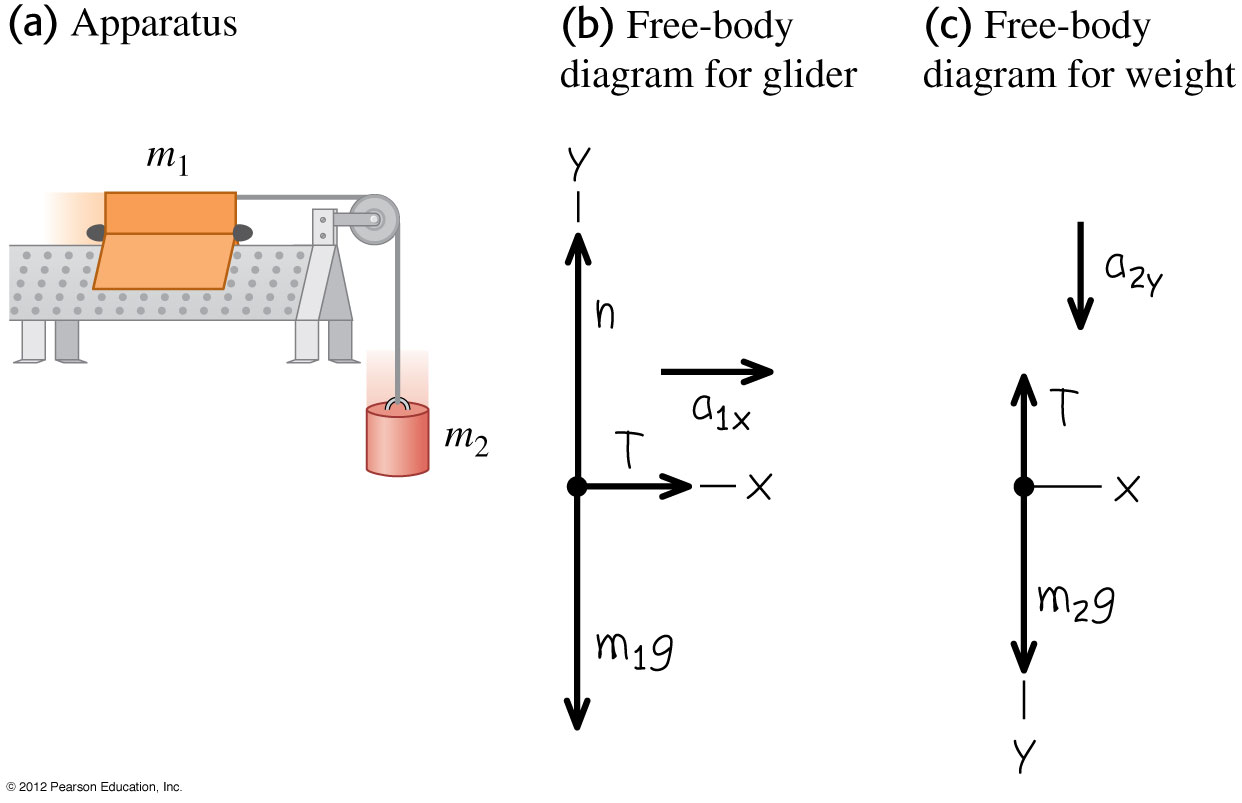 (a) Apparatus
m₁
m₂
(b) Free-body
diagram for glider
y
n
a₁ₓ
T
x
m₁g
(c) Free-body
diagram for weight
a₂y
T
x
m₂g
y
© 2012 Pearson Education, Inc.